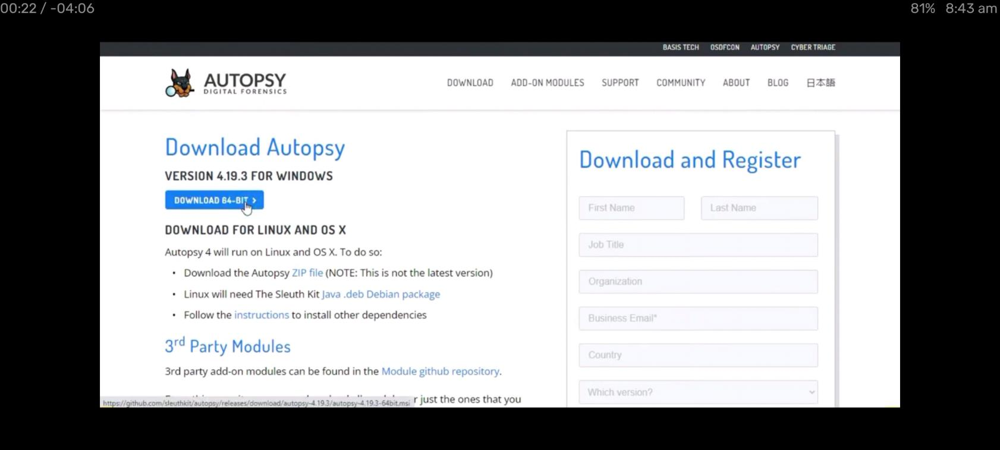 00:22 / -04:06
81% 8:43 am
BASIS TECH OSDFCON AUTOPSY CYBER TRIAGE
AUTOPSY
DIGITAL FORENSICS
DOWNLOAD ADD-ON MODULES SUPPORT COMMUNITY ABOUT BLOG 日本語
Download Autopsy
VERSION 4.19.3 FOR WINDOWS
DOWNLOAD 64-BIT >
DOWNLOAD FOR LINUX AND OS X
Autopsy 4 will run on Linux and OS X. To do so:
• Download the Autopsy ZIP file (NOTE: This is not the latest version)
• Linux will need The Sleuth Kit Java .deb Debian package
• Follow the instructions to install other dependencies
3rd Party Modules
3rd party add-on modules can be found in the Module github repository.
r just the ones that you
https://github.com/sleuthkit/autopsy/releases/download/autopsy-4.19.3/autopsy-4.19.3-64bit.msi
Download and Register
First Name Last Name
Job Title
Organization
Business Email*
Country
Which version?